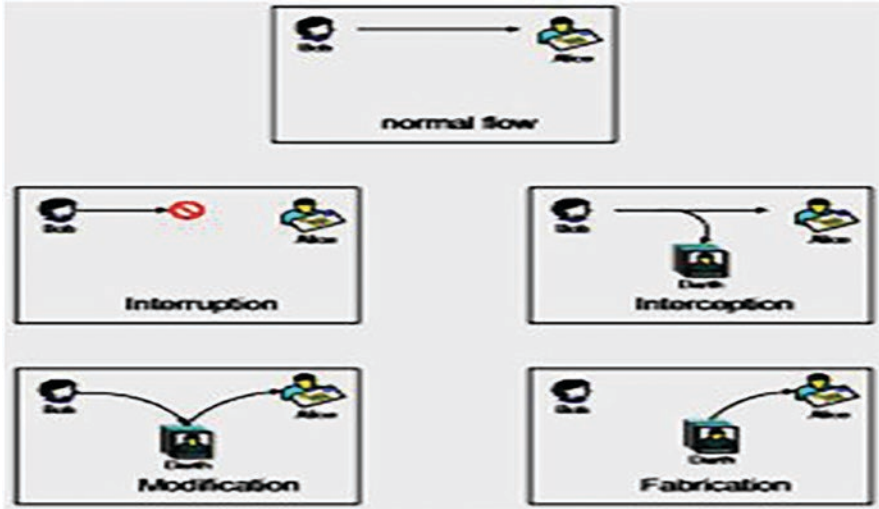 Bob
Alice
normal flow
Bob
Alice
Interruption
Bob
Alice
Darth
Interception
Bob
Alice
Darth
Modification
Bob
Alice
Darth
Fabrication